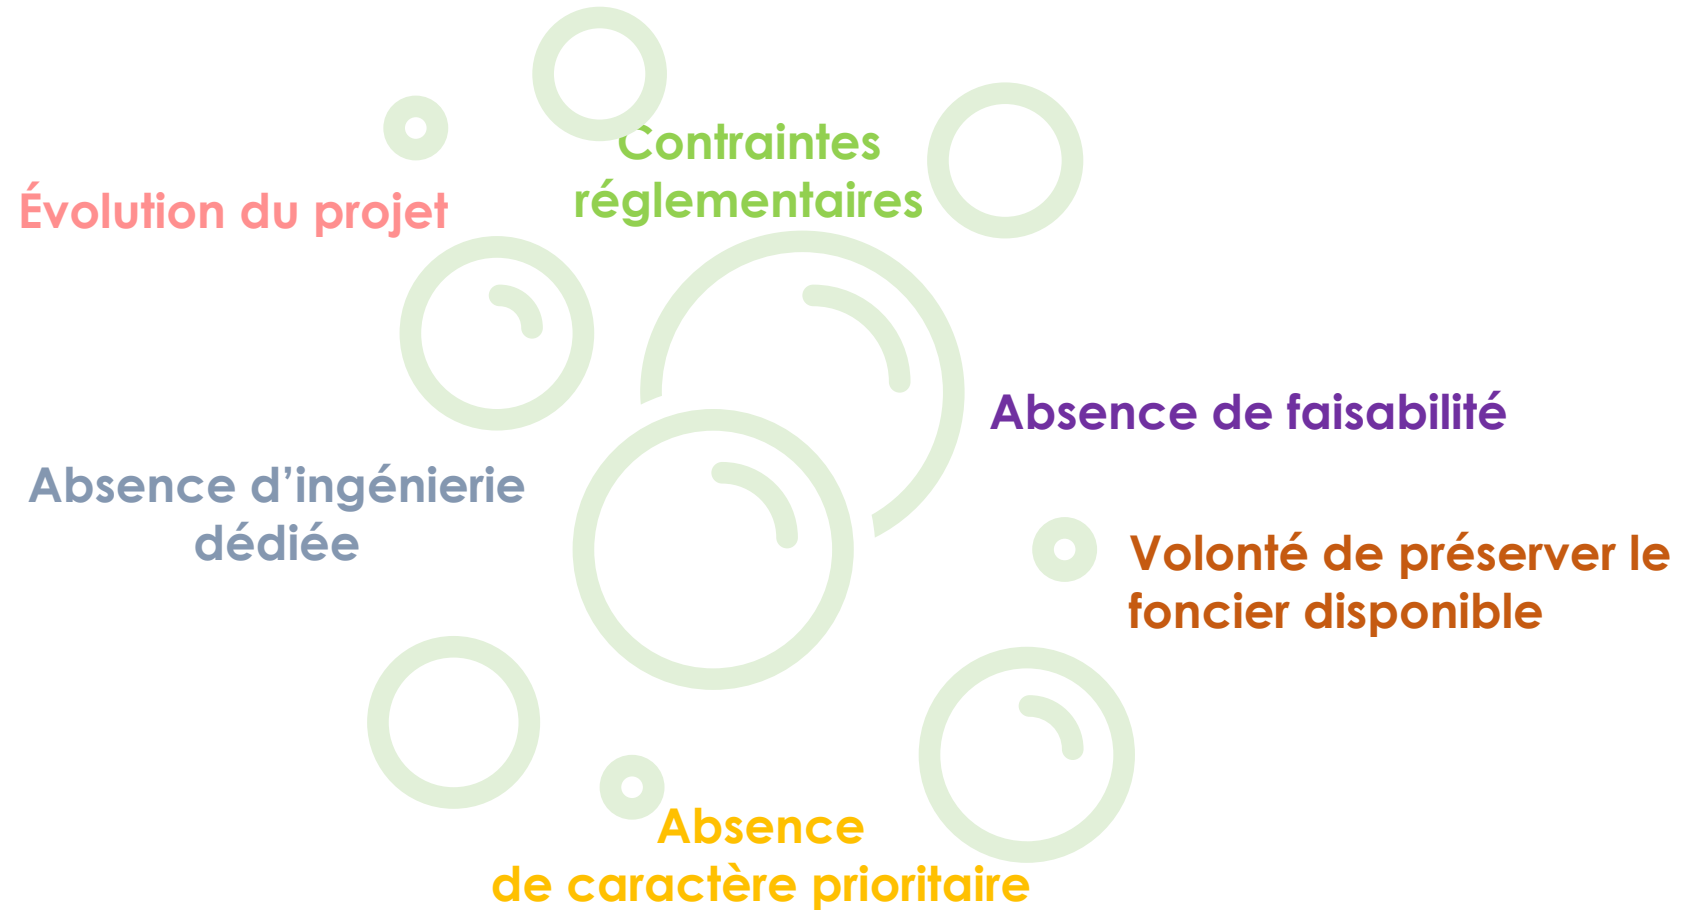 Contraintes
réglementaires
Évolution du projet
Absence de faisabilité
Absence d’ingénierie
dédiée
Volonté de préserver le
foncier disponible
Absence
de caractère prioritaire